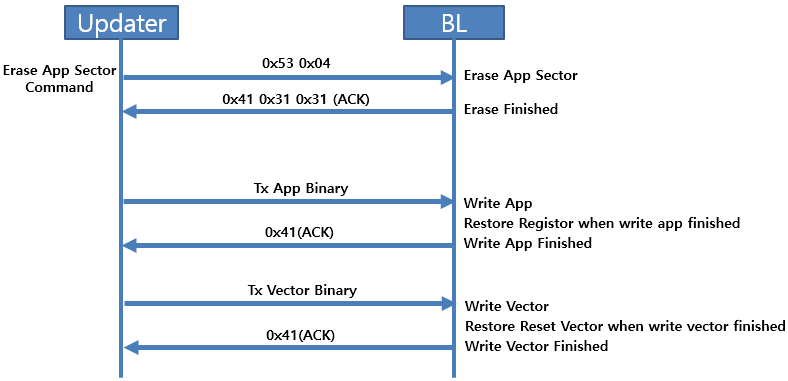 Updater
BL
Erase App Sector
Command
0x53 0x04
Erase App Sector
0x41 0x31 0x31 (ACK)
Erase Finished
Tx App Binary
Write App
Restore Registor when write app finished
0x41(ACK)
Write App Finished
Tx Vector Binary
Write Vector
Restore Reset Vector when write vector finished
0x41(ACK)
Write Vector Finished